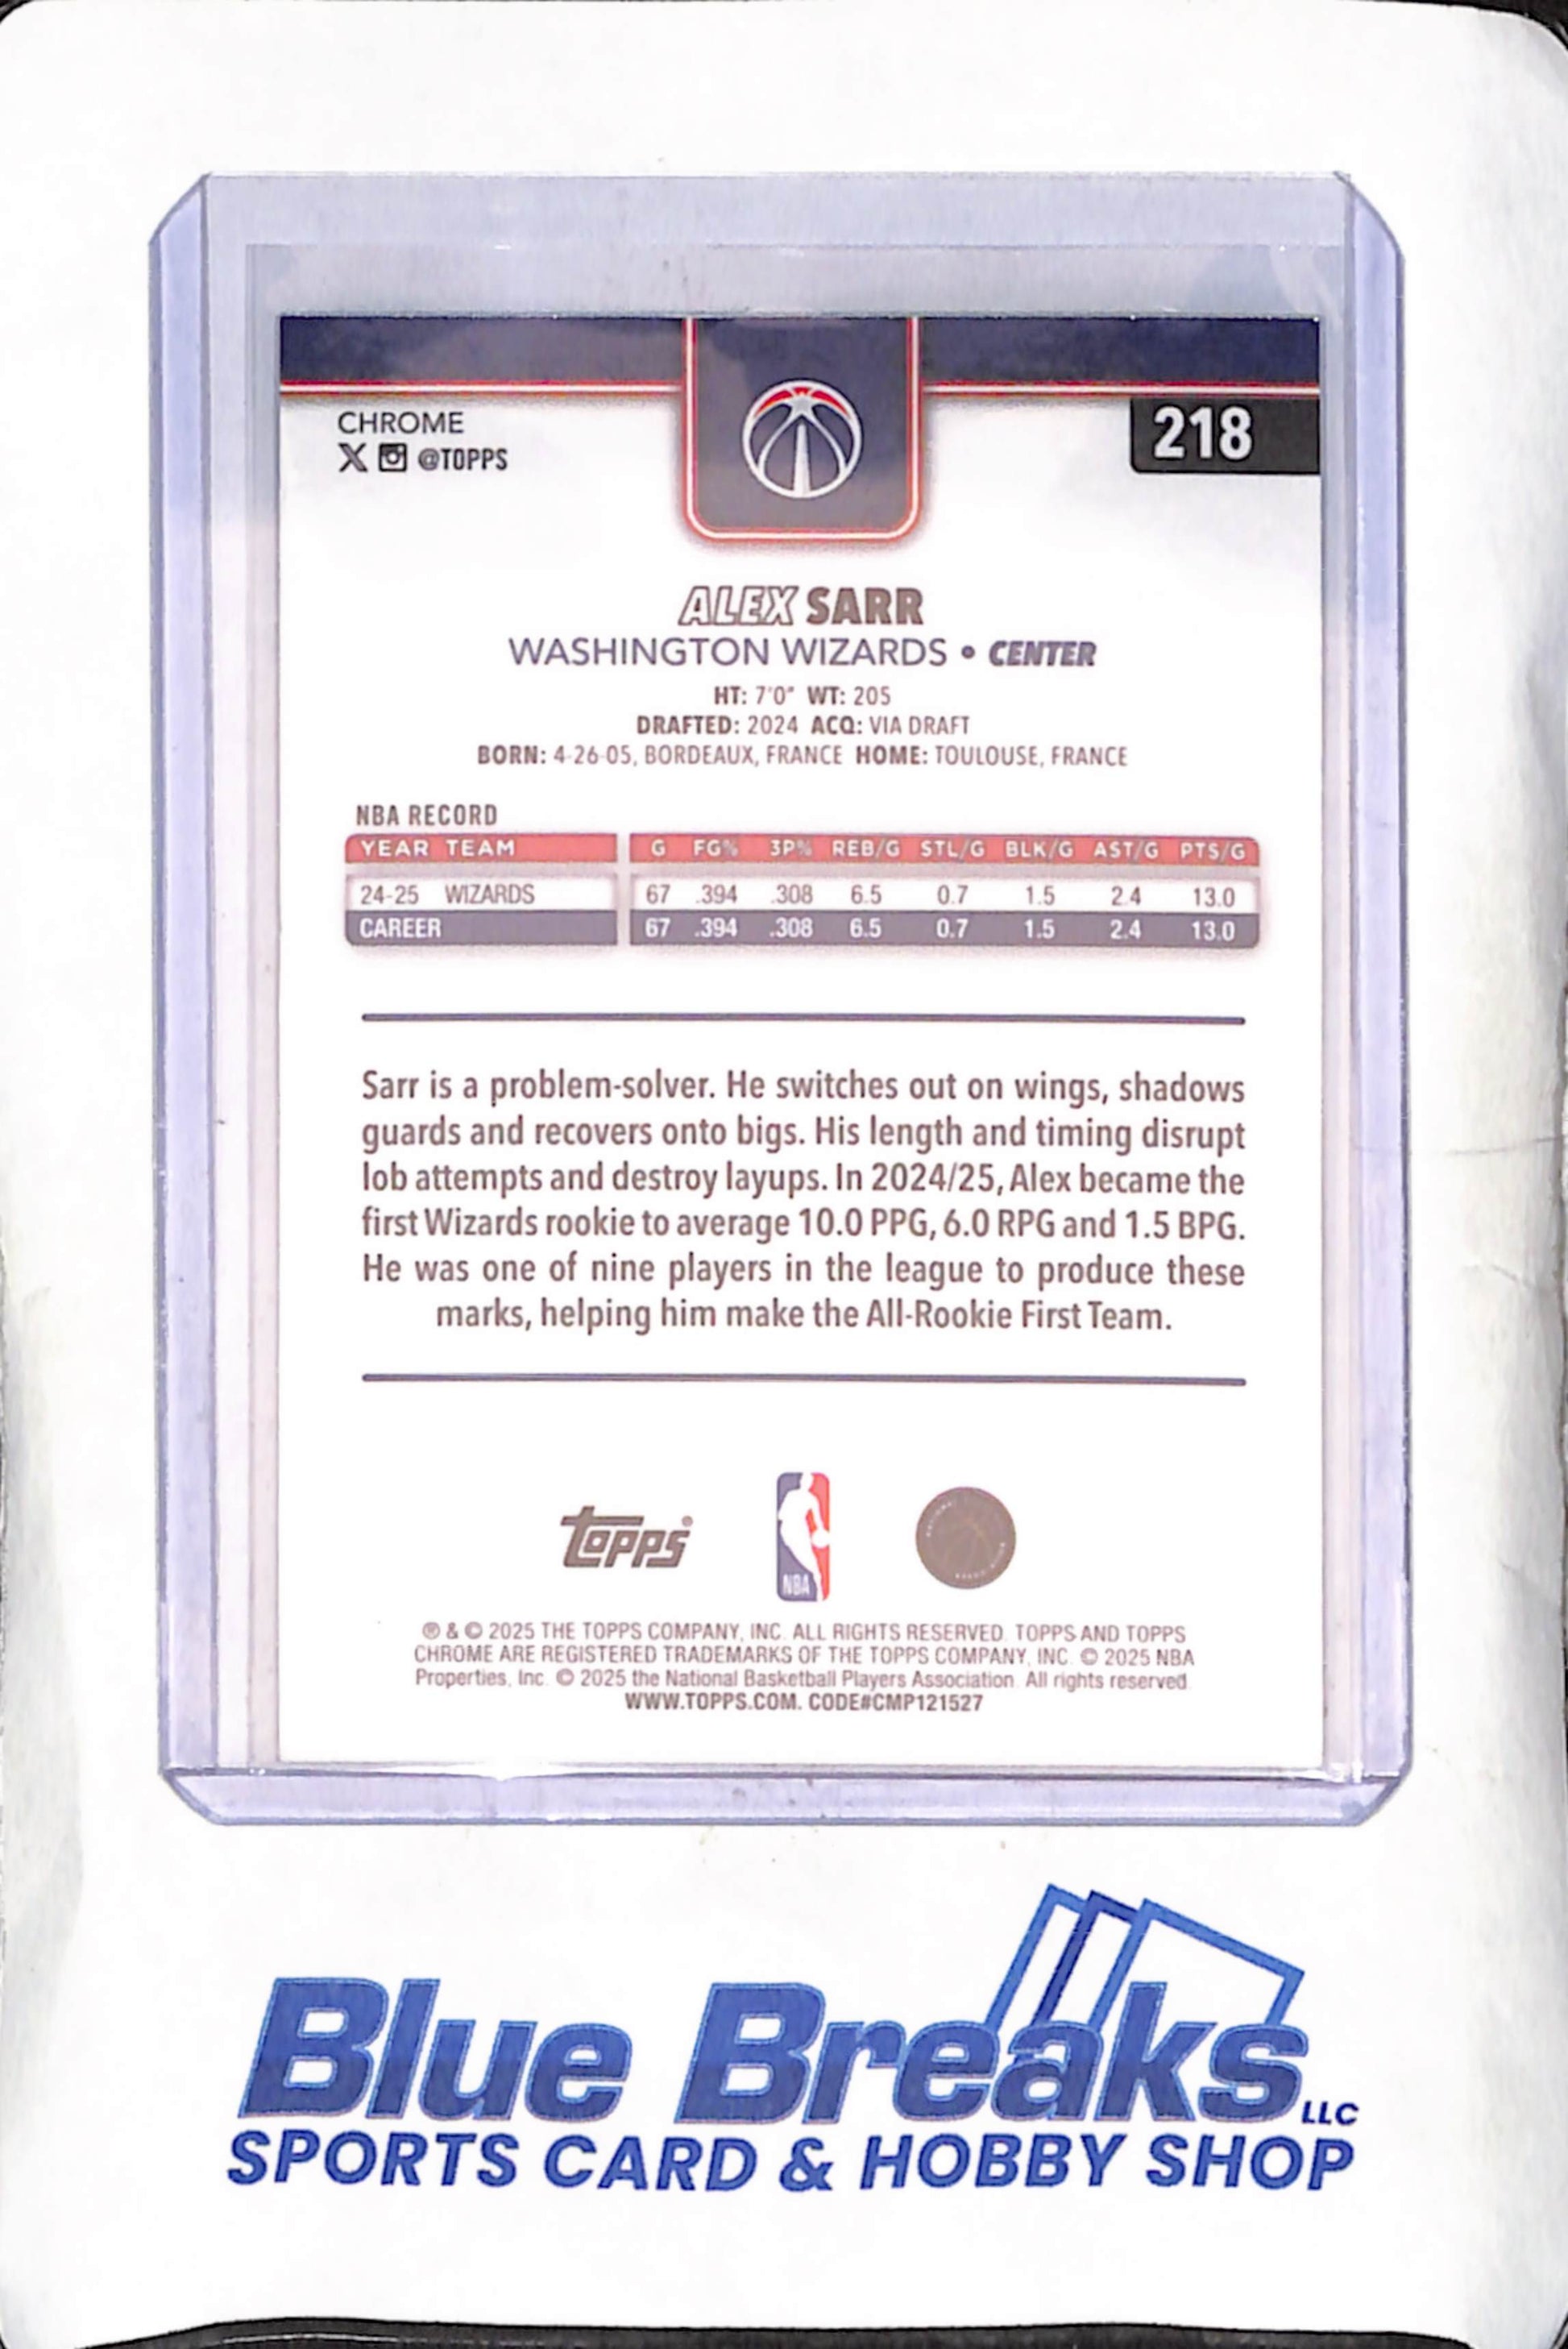 CHROME
X @TOPPS
218
ALEX SARR
WASHINGTON WIZARDS • CENTER
HT: 7'0" WT: 205
DRAFTED: 2024 ACQ: VIA DRAFT
BORN: 4-26-05, BORDEAUX, FRANCE HOME: TOULOUSE, FRANCE
NBA RECORD
YEAR TEAM G FG% 3P% REB/G STL/G BLK/G AST/G PTS/G
24-25 WIZARDS 67 .394 .308 6.5 0.7 1.5 2.4 13.0
CAREER 67 .394 .308 6.5 0.7 1.5 2.4 13.0
Sarr is a problem-solver. He switches out on wings, shadows
guards and recovers onto bigs. His length and timing disrupt
lob attempts and destroy layups. In 2024/25, Alex became the
first Wizards rookie to average 10.0 PPG, 6.0 RPG and 1.5 BPG.
He was one of nine players in the league to produce these
marks, helping him make the All-Rookie First Team.
topps®
NBA
® & © 2025 THE TOPPS COMPANY, INC. ALL RIGHTS RESERVED. TOPPS AND TOPPS
CHROME ARE REGISTERED TRADEMARKS OF THE TOPPS COMPANY, INC. © 2025 NBA
Properties, Inc. © 2025 the National Basketball Players Association. All rights reserved.
WWW.TOPPS.COM. CODE#CMP121527
Blue Breaks LLC
SPORTS CARD & HOBBY SHOP